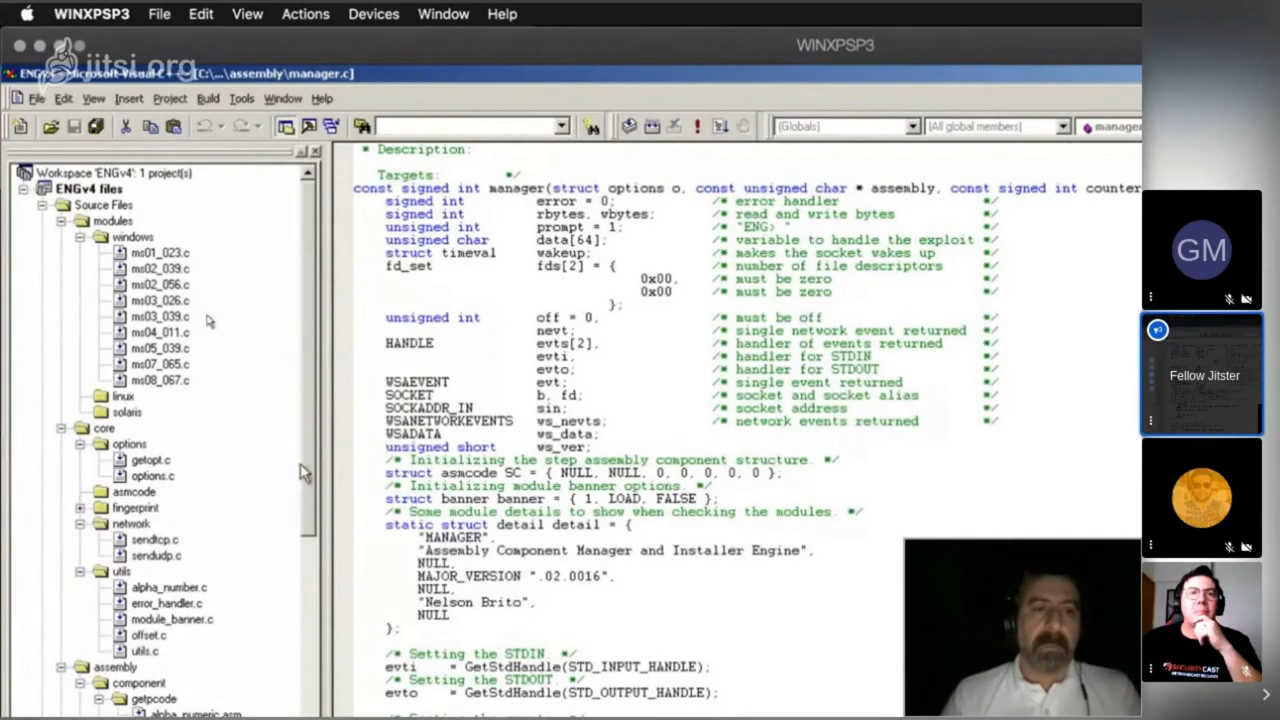 WINXPSP3 File Edit View Actions Devices Window Help
WINXPSP3
jitsi.org
ENGv4 - Microsoft Visual C++ - [C:\...\assembly\manager.c]
File Edit View Insert Project Build Tools Window Help
(Globals) (All global members) manager
Workspace 'ENGv4': 1 project(s)
ENGv4 files
Source Files
modules
windows
ms01_023.c
ms02_039.c
ms02_056.c
ms03_026.c
ms03_039.c
ms04_011.c
ms05_039.c
ms07_065.c
ms08_067.c
linux
solaris
core
options
getopt.c
options.c
asmcode
fingerprint
network
sendtcp.c
sendudp.c
utils
alpha_number.c
error_handler.c
module_banner.c
offset.c
utils.c
assembly
component
getpcode
alpha_numeric.asm
* Description:
Targets: */
const signed int manager(struct options o, const unsigned char * assembly, const signed int counter
signed int error = 0; /* error handler */
signed int rbytes, wbytes; /* read and write bytes */
unsigned int prompt = 1; /* "ENG> " */
unsigned char data[64]; /* variable to handle the exploit */
struct timeval wakeup; /* makes the socket wakes up */
fd_set fds[2] = { /* number of file descriptors */
0x00, /* must be zero */
0x00 /* must be zero */
};
unsigned int off = 0, /* must be off */
nevt; /* single network event returned */
HANDLE evts[2], /* handler of events returned */
evti, /* handler for STDIN */
evto; /* handler for STDOUT */
WSAEVENT evt; /* single event returned */
SOCKET b, fd; /* socket and socket alias */
SOCKADDR_IN sin; /* socket address */
WSANETWORKEVENTS ws_nevts; /* network events returned */
WSADATA ws_data;
unsigned short ws_ver;
/* Initializing the step assembly component structure. */
struct asmcode SC = { NULL, NULL, 0, 0, 0, 0, 0 };
/* Initializing module banner options. */
struct banner banner = { 1, LOAD, FALSE };
/* Some module details to show when checking the modules. */
static struct detail detail = {
"MANAGER",
"Assembly Component Manager and Installer Engine",
NULL,
MAJOR_VERSION ".02.0016",
NULL,
"Nelson Brito",
NULL
};
/* Setting the STDIN. */
evti = GetStdHandle(STD_INPUT_HANDLE);
/* Setting the STDOUT. */
evto = GetStdHandle(STD_OUTPUT_HANDLE);
GM
Fellow Jitster
SECURITYCAST